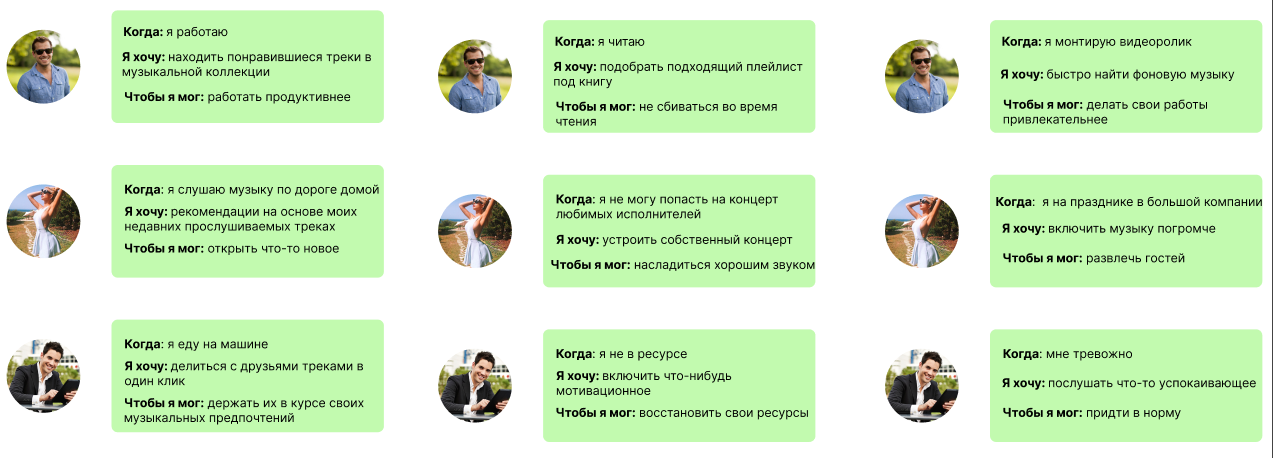 Когда: я работаю
Я хочу: находить понравившиеся треки в
музыкальной коллекции
Чтобы я мог: работать продуктивнее
Когда: я читаю
Я хочу: подобрать подходящий плейлист
под книгу
Чтобы я мог: не сбиваться во время
чтения
Когда: я монтирую видеоролик
Я хочу: быстро найти фоновую музыку
Чтобы я мог: делать свои работы
привлекательнее
Когда: я слушаю музыку по дороге домой
Я хочу: рекомендации на основе моих
недавних прослушиваемых треках
Чтобы я мог: открыть что-то новое
Когда: я не могу попасть на концерт
любимых исполнителей
Я хочу: устроить собственный концерт
Чтобы я мог: насладиться хорошим звуком
Когда: я на празднике в большой компании
Я хочу: включить музыку погромче
Чтобы я мог: развлечь гостей
Когда: я еду на машине
Я хочу: делиться с друзьями треками в
один клик
Чтобы я мог: держать их в курсе своих
музыкальных предпочтений
Когда: я не в ресурсе
Я хочу: включить что-нибудь
мотивационное
Чтобы я мог: восстановить свои ресурсы
Когда: мне тревожно
Я хочу: послушать что-то успокаивающее
Чтобы я мог: придти в норму